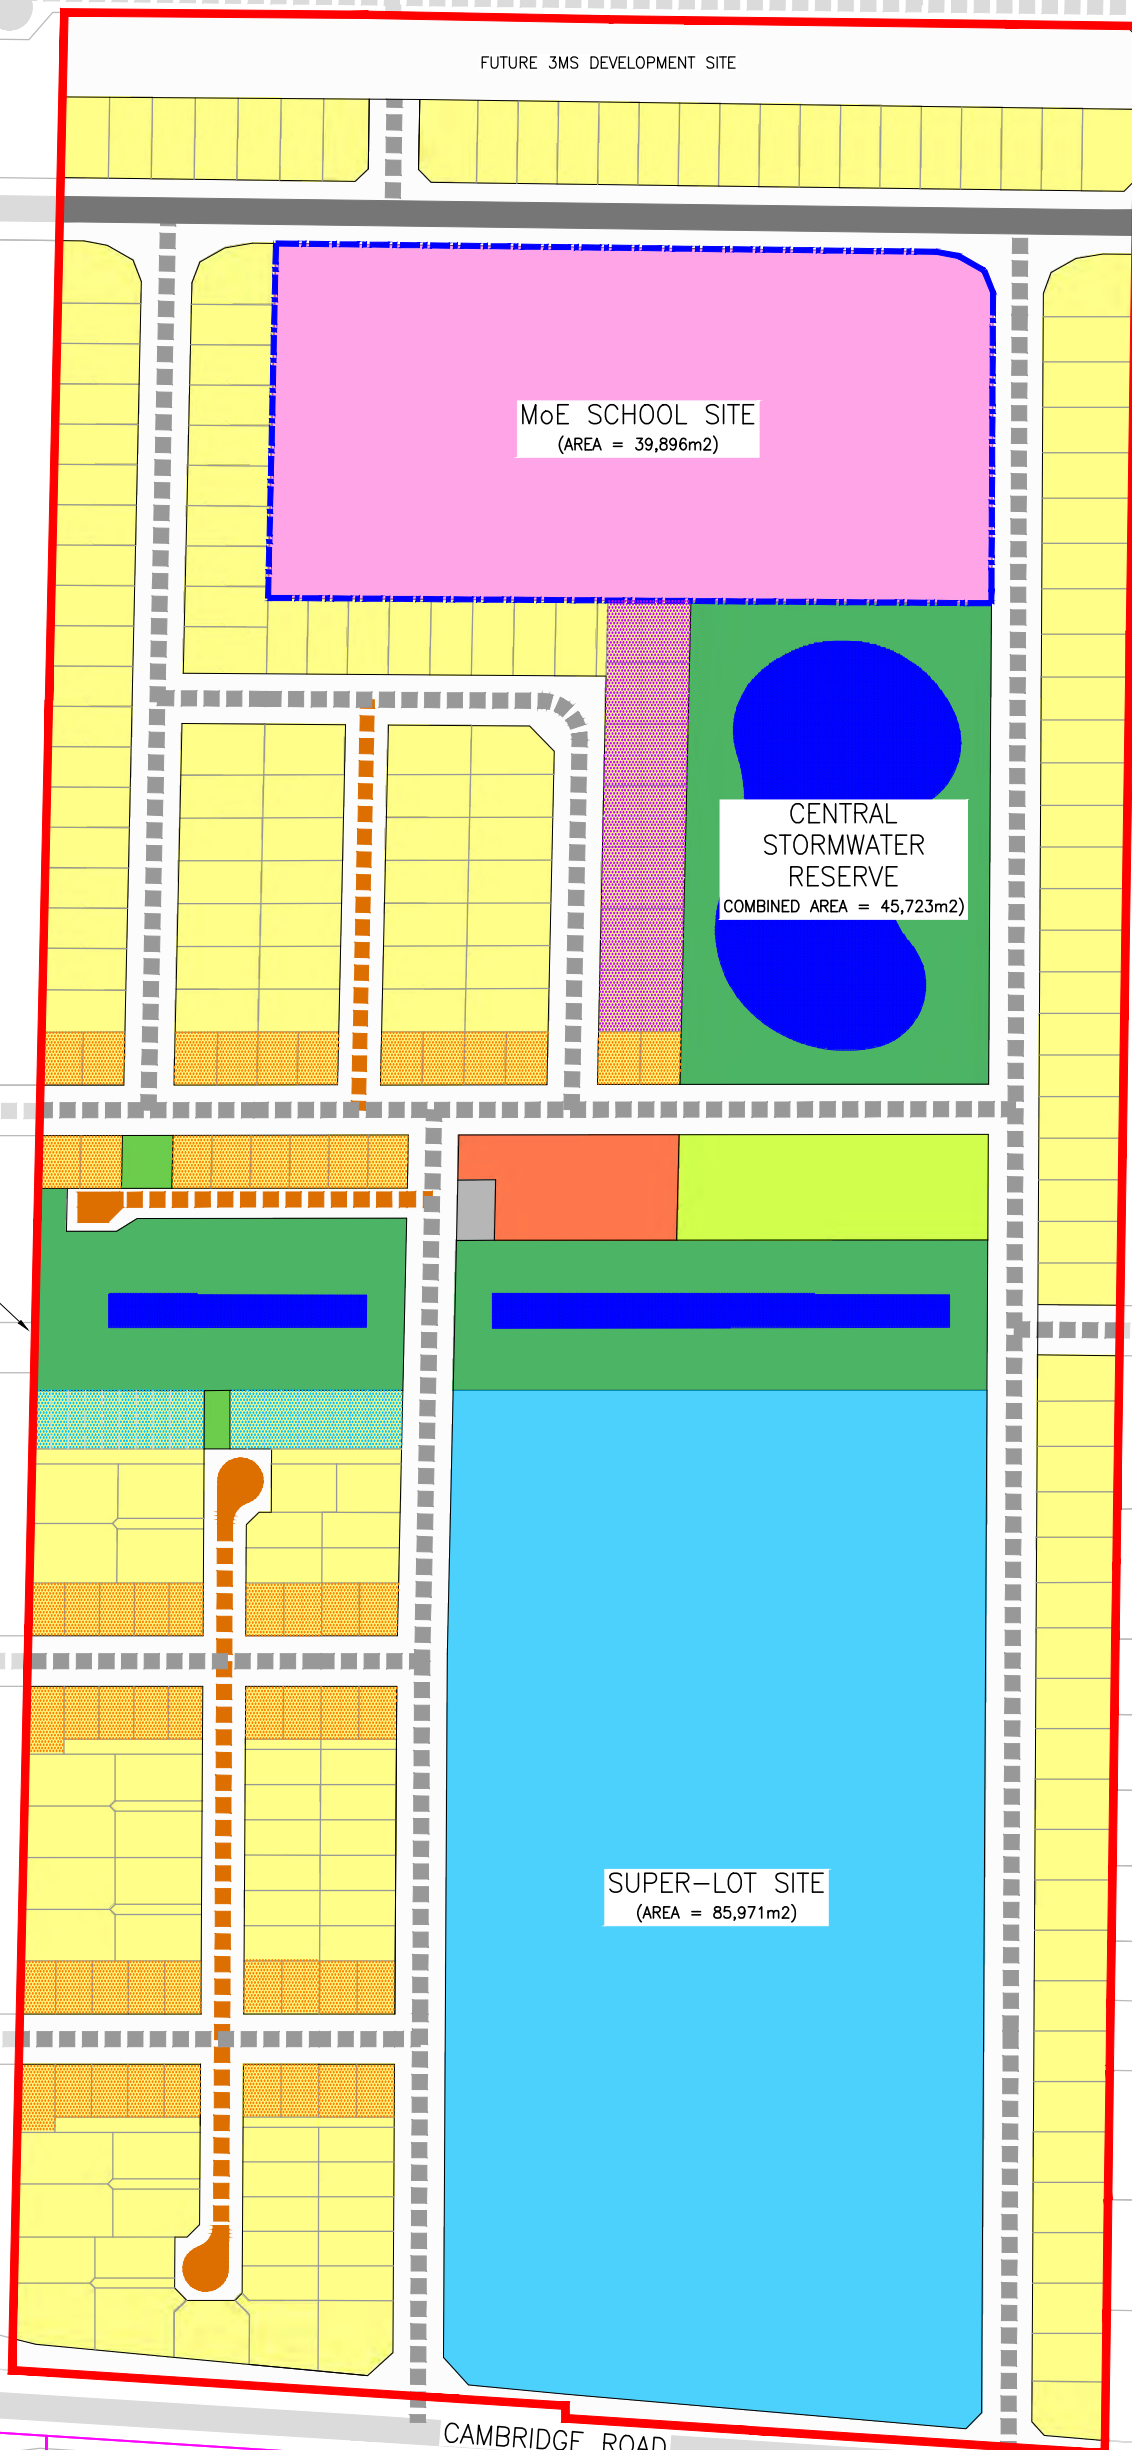 FUTURE 3MS DEVELOPMENT SITE
MoE SCHOOL SITE
(AREA = 39,896m2)
CENTRAL
STORMWATER
RESERVE
COMBINED AREA = 45,723m2)
SUPER-LOT SITE
(AREA = 85,971m2)
CAMBRIDGE ROAD